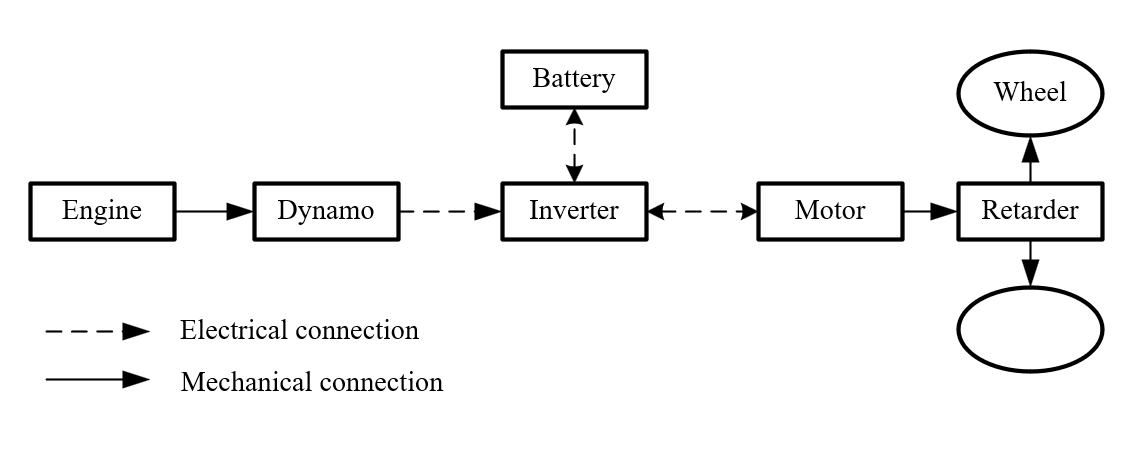 Battery
Wheel
Engine
Dynamo
Inverter
Motor
Retarder
Electrical connection
Mechanical connection